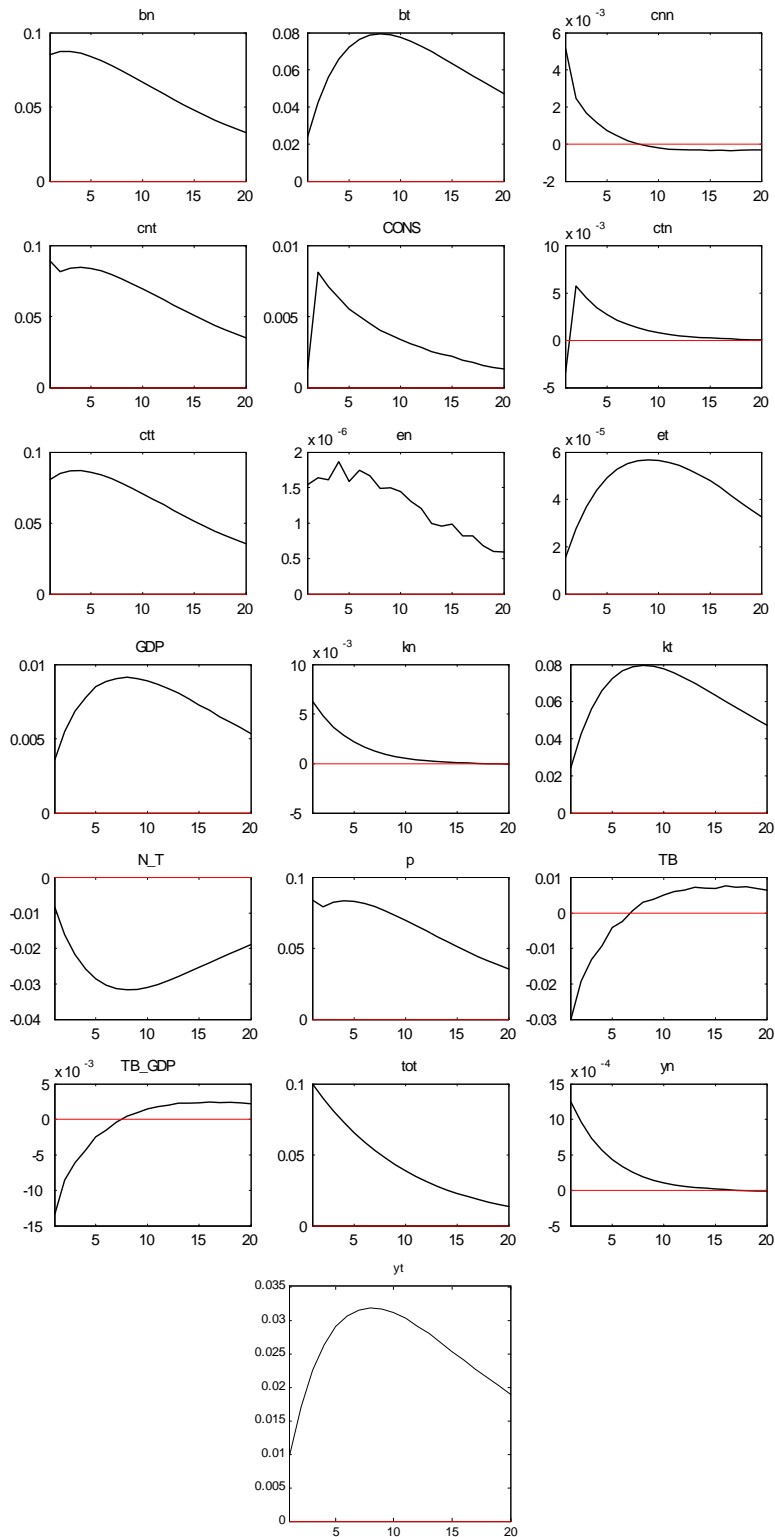 bn bt cnn
0.1 0.08 6 x 10 -3
0.06 4
0.05 0.04 2
0.02 0
0 0 -2
5 10 15 20 5 10 15 20 5 10 15 20
cnt CONS ctn
0.1 0.01 10 x 10 -3
5
0.05 0.005
0
0 0 -5
5 10 15 20 5 10 15 20 5 10 15 20
ctt en et
0.1 2 x 10 -6 6 x 10 -5
1.5
4
0.05 1
2
0.5
0 0 0
5 10 15 20 5 10 15 20 5 10 15 20
GDP kn kt
0.01 10 x 10 -3 0.08
0.06
5
0.005 0.04
0
0.02
0 -5 0
5 10 15 20 5 10 15 20 5 10 15 20
N_T p TB
0 0.1 0.01
-0.01 0
-0.02 0.05 -0.01
-0.03 -0.02
-0.04 0 -0.03
5 10 15 20 5 10 15 20 5 10 15 20
TB_GDP tot yn
5 x 10 -3 0.1 15 x 10 -4
0 10
-5 0.05 5
-10 0
-15 0 -5
5 10 15 20 5 10 15 20 5 10 15 20
yt
0.035
0.03
0.025
0.02
0.015
0.01
0.005
0
5 10 15 20